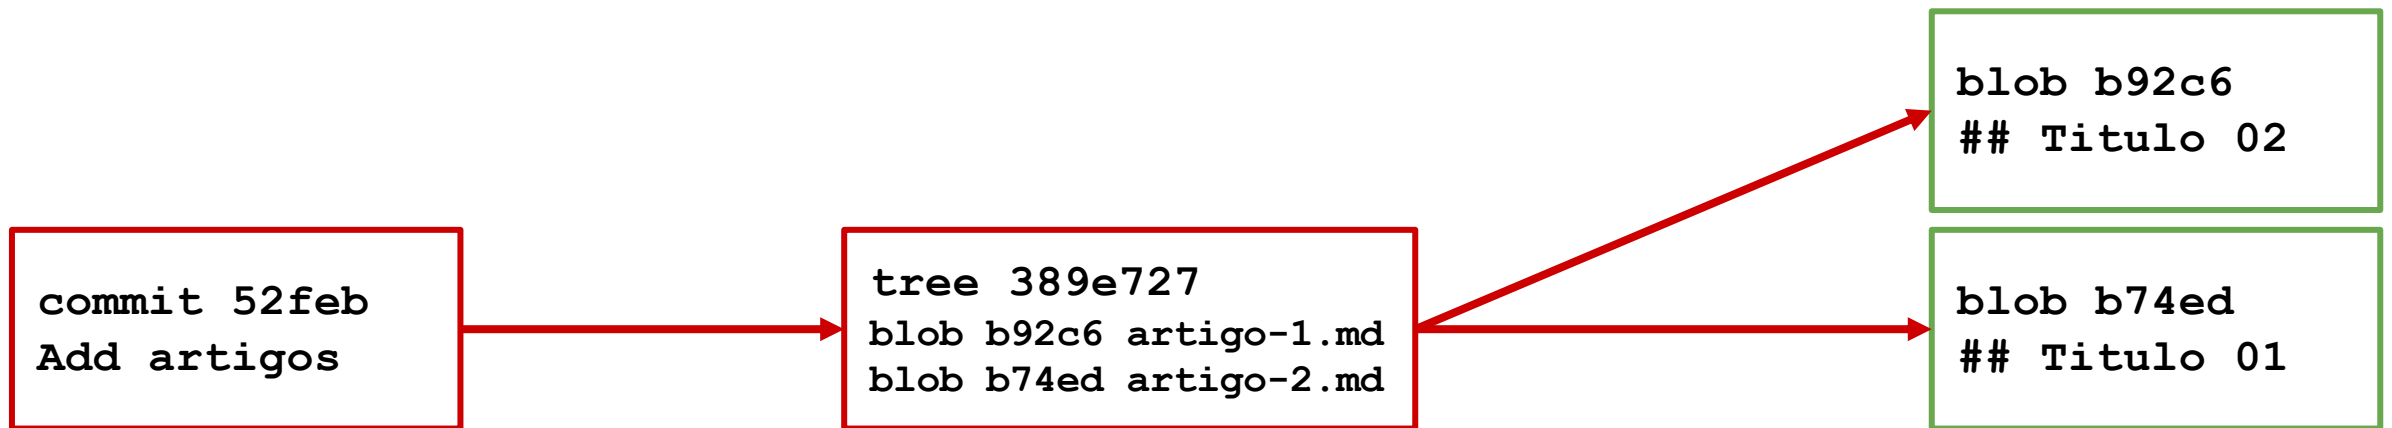 commit 52feb
Add artigos
tree 389e727
blob b92c6 artigo-1.md
blob b74ed artigo-2.md
blob b92c6
## Titulo 02
blob b74ed
## Titulo 01